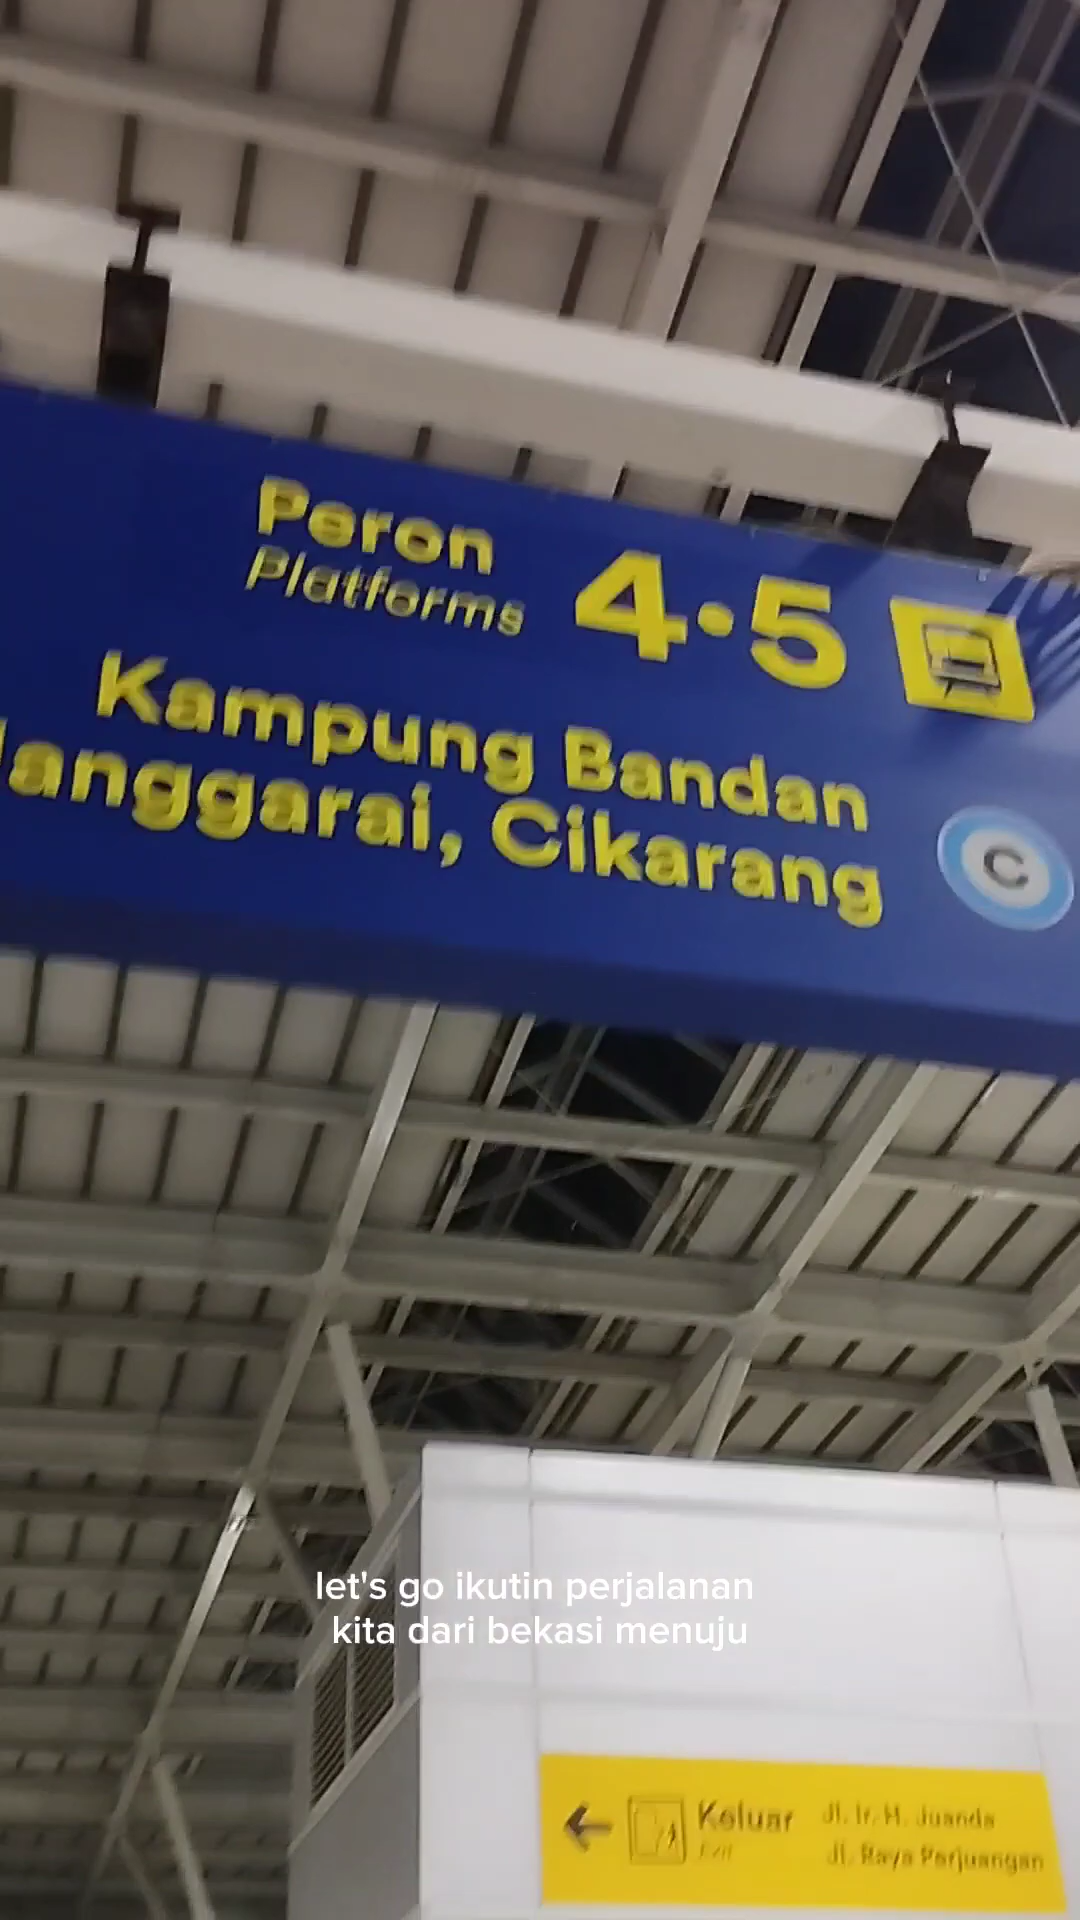 Peron
Platforms
4•5
Kampung Bandan
anggarai, Cikarang
C
let's go ikutin perjalanan
kita dari bekasi menuju
Keluar
Exit
Jl. Ir. H. Juanda
Jl. Raya Perjuangan